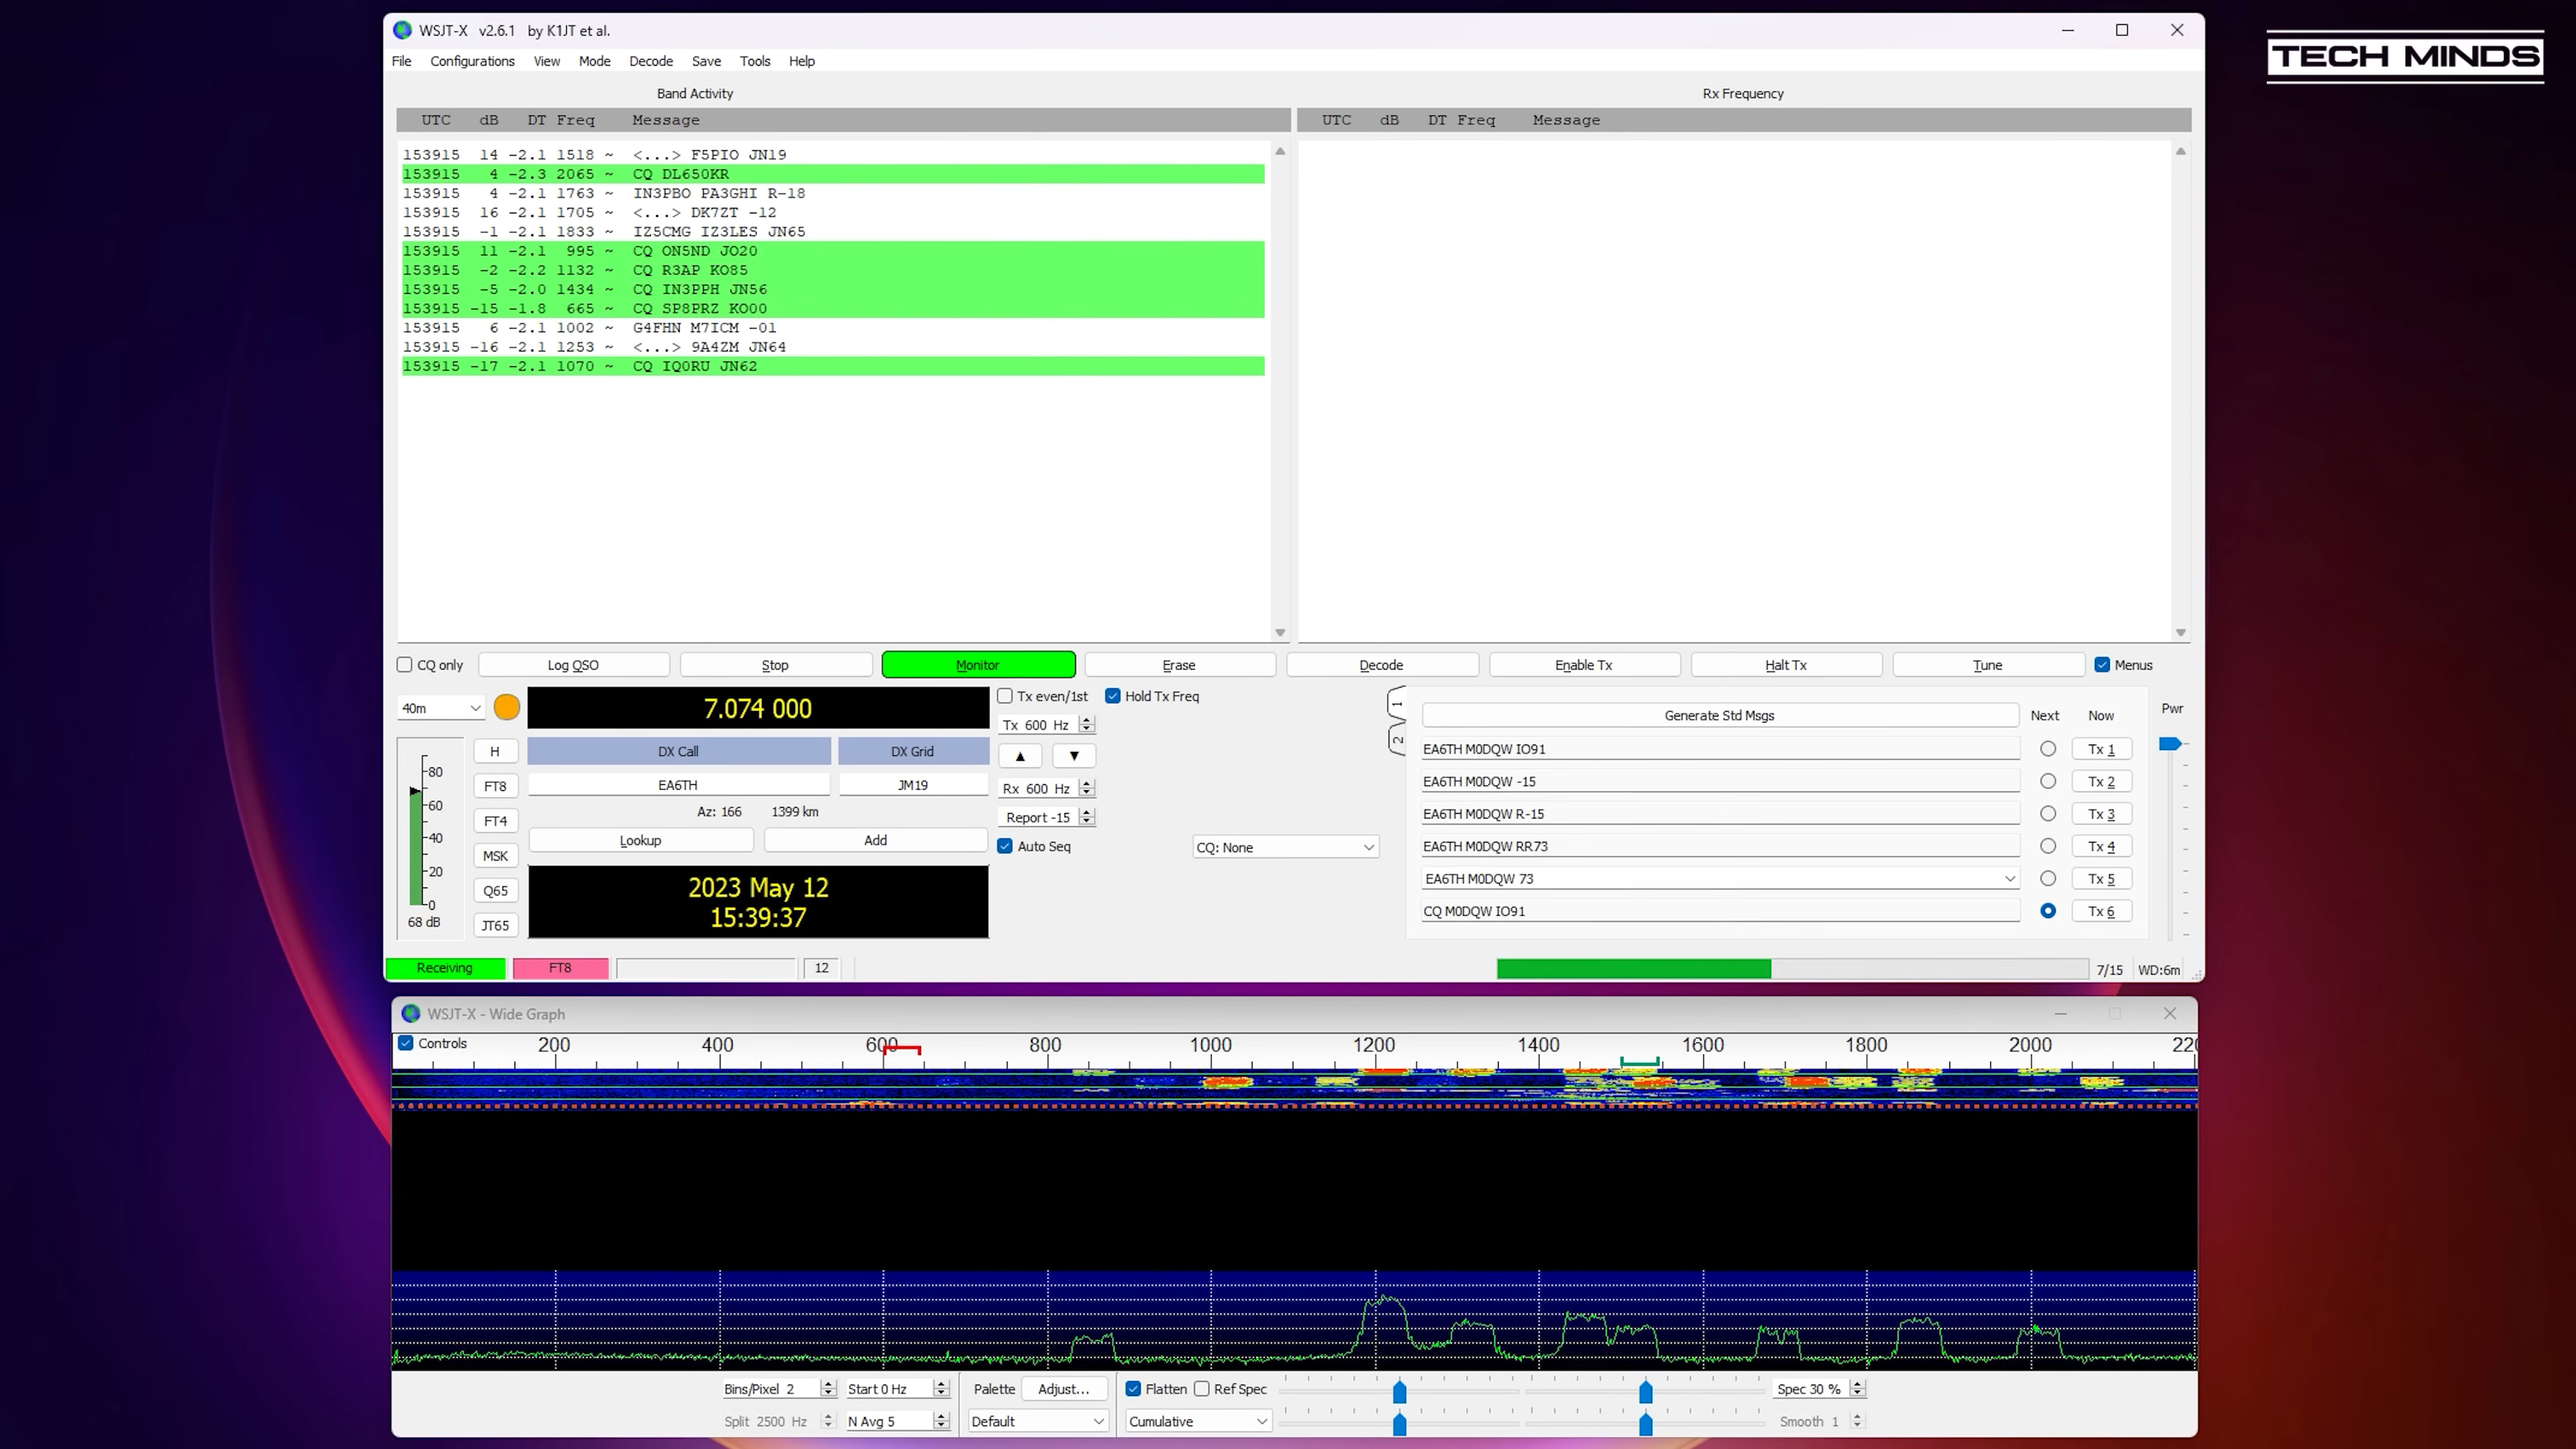 WSJT-X   v2.6.1   by K1JT et al.
TECH MINDS
File Configurations View Mode Decode Save Tools Help
Band Activity
UTC dB DT Freq Message
153915 14 -2.1 1518 ~ <...> F5PIO JN19
153915 4 -2.3 2065 ~ CQ DL650KR
153915 4 -2.1 1763 ~ IN3PBO PA3GHI R-18
153915 16 -2.1 1705 ~ <...> DK7ZT -12
153915 -1 -2.1 1833 ~ IZ5CMG IZ3LES JN65
153915 11 -2.1 995 ~ CQ ON5ND JO20
153915 -2 -2.2 1132 ~ CQ R3AP KO85
153915 -5 -2.0 1434 ~ CQ IN3PPH JN56
153915 -15 -1.8 665 ~ CQ SP8PRZ KO00
153915 6 -2.1 1002 ~ G4FHN M7ICM -01
153915 -16 -2.1 1253 ~ <...> 9A4ZM JN64
153915 -17 -2.1 1070 ~ CQ IQ0RU JN62
Rx Frequency
UTC dB DT Freq Message
CQ only Log QSO Stop Monitor Erase Decode Enable Tx Halt Tx Tune Menus
40m
7.074 000
80
60
40
20
0
68 dB
H
FT8
FT4
MSK
Q65
JT65
DX Call DX Grid
EA6TH JM19
Az: 166 1399 km
Lookup Add
2023 May 12
15:39:37
Tx even/1st Hold Tx Freq
Tx 600 Hz
▲ ▼
Rx 600 Hz
Report -15
Auto Seq
CQ: None
1
2
Generate Std Msgs Next Now
Pwr
EA6TH M0DQW IO91 Tx 1
EA6TH M0DQW -15 Tx 2
EA6TH M0DQW R-15 Tx 3
EA6TH M0DQW RR73 Tx 4
EA6TH M0DQW 73 Tx 5
CQ M0DQW IO91 Tx 6
Receiving FT8 12 7/15 WD:6m
WSJT-X - Wide Graph
Controls 200 400 600 800 1000 1200 1400 1600 1800 2000 220
Bins/Pixel 2 Start 0 Hz Palette Adjust... Flatten Ref Spec Spec 30 %
Split 2500 Hz N Avg 5 Default Cumulative Smooth 1